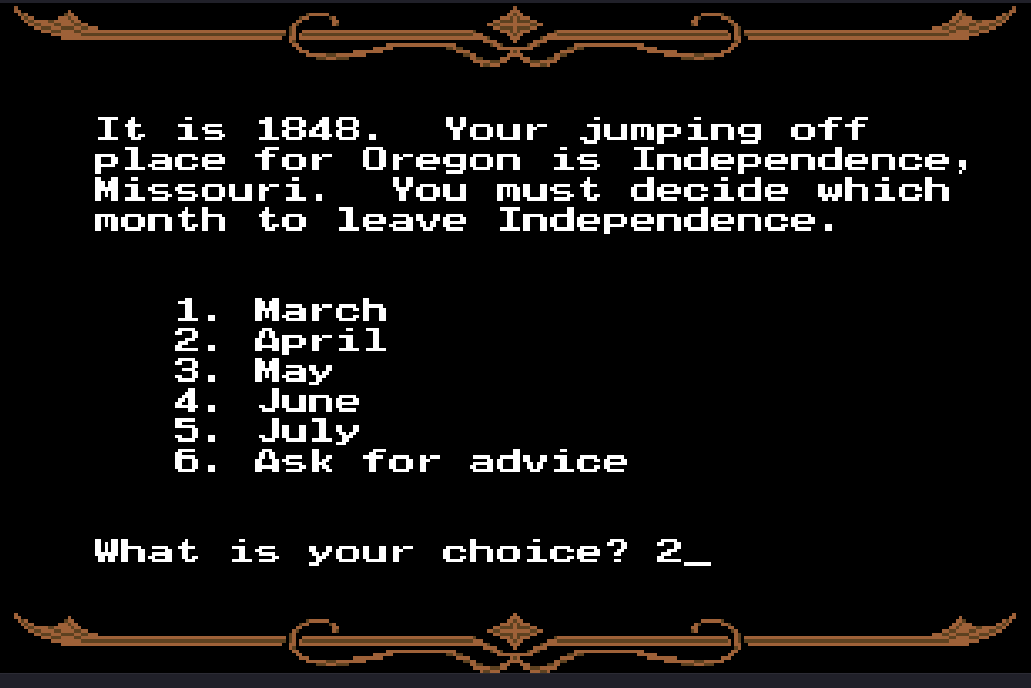 It is 1848.  Your jumping off
place for Oregon is Independence,
Missouri.  You must decide which
month to leave Independence.
1. March
2. April
3. May
4. June
5. July
6. Ask for advice
What is your choice? 2_